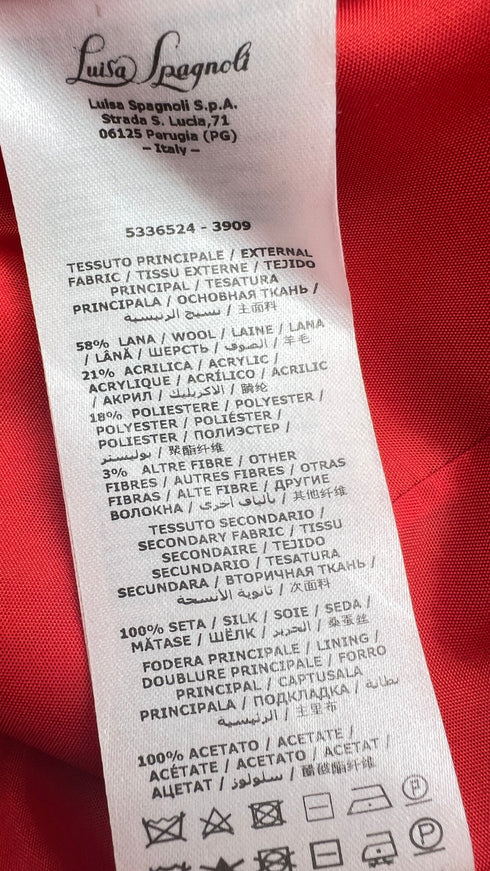 Luisa Spagnoli
Luisa Spagnoli S.p.A.
Strada S. Lucia,71
06125 Perugia (PG)
– Italy –
5336524 - 3909
TESSUTO PRINCIPALE / EXTERNAL
FABRIC / TISSU EXTERNE / TEJIDO
PRINCIPAL / TESATURA
PRINCIPALA / ОСНОВНАЯ ТКАНЬ /
نسيج الرئيسية / 主面料
58% LANA / WOOL / LAINE / LANA
/ LÂNĂ / ШЕРСТЬ / الصوف / 羊毛
21% ACRILICA / ACRYLIC /
ACRYLIQUE / ACRÍLICO / ACRILIC
/ АКРИЛ / الاكريليك / 腈纶
18% POLIESTERE / POLYESTER /
POLYESTER / POLIÉSTER /
POLIESTER / ПОЛИЭСТЕР /
بوليستر / 聚酯纤维
3% ALTRE FIBRE / OTHER
FIBRES / AUTRES FIBRES / OTRAS
FIBRAS / ALTE FIBRE / ДРУГИЕ
ВОЛОКНА / بألياف أخرى / 其他纤维
TESSUTO SECONDARIO /
SECONDARY FABRIC / TISSU
SECONDAIRE / TEJIDO
SECUNDARIO / TESATURA
SECUNDARA / ВТОРИЧНАЯ ТКАНЬ /
ثانوية الأنسجة / 次面料
100% SETA / SILK / SOIE / SEDA /
MĂTASE / ШЁЛК / الحرير / 桑蚕丝
FODERA PRINCIPALE / LINING /
DOUBLURE PRINCIPALE / FORRO
PRINCIPAL / CAPTUSALA
PRINCIPALA / ПОДКЛАДКА / بطانة
الرئيسية / 主里布
100% ACETATO / ACETATE /
ACÉTATE / ACETATO / ACETAT /
АЦЕТАТ / سلولوز / 醋酸酯纤维
P
P